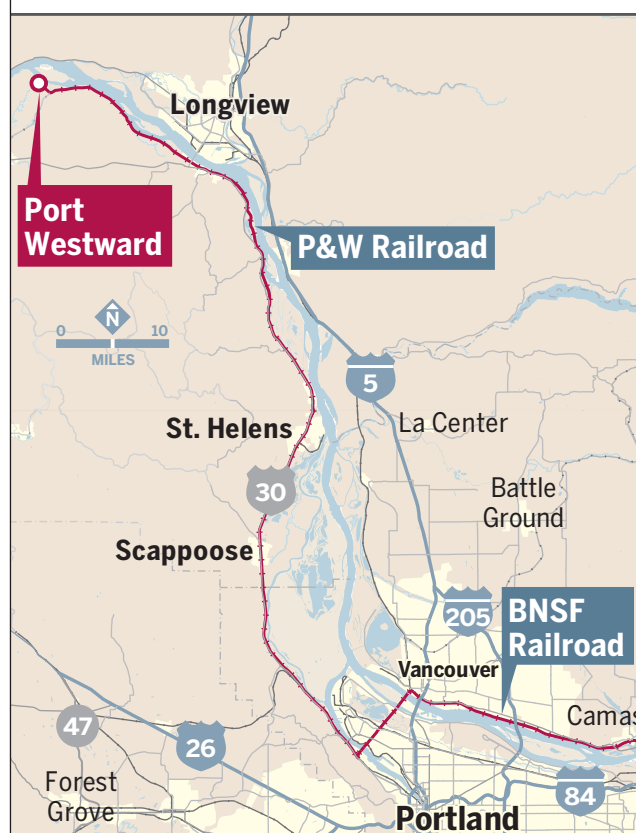 Longview
Port
Westward
P&W Railroad
N
0 10
MILES
5
St. Helens
La Center
30
Battle
Ground
Scappoose
205
BNSF
Railroad
Vancouver
47
26
Camas
Forest
Grove
84
Portland